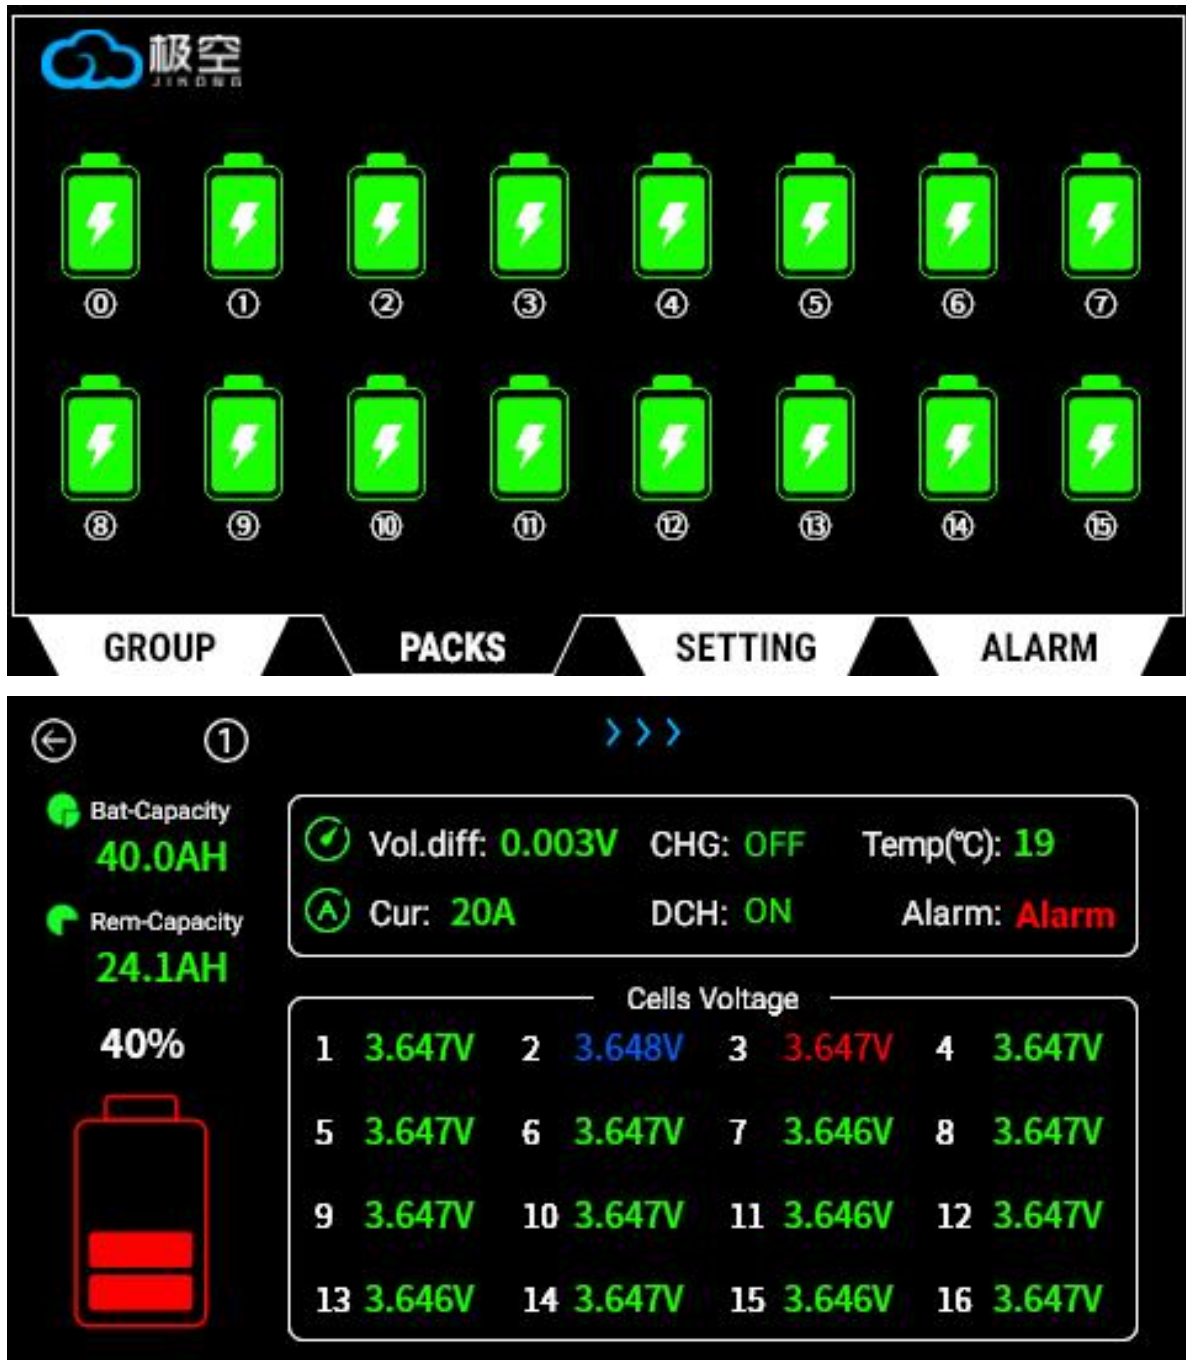 极空
JIKONG
⓪ ① ② ③ ④ ⑤ ⑥ ⑦
⑧ ⑨ ⑩ ⑪ ⑫ ⑬ ⑭ ⑮
GROUP PACKS SETTING ALARM
① >>>
Bat-Capacity
40.0AH
Rem-Capacity
24.1AH
40%
Vol.diff: 0.003V CHG: OFF Temp(℃): 19
Cur: 20A DCH: ON Alarm: Alarm
Cells Voltage
1 3.647V 2 3.648V 3 3.647V 4 3.647V
5 3.647V 6 3.647V 7 3.646V 8 3.647V
9 3.647V 10 3.647V 11 3.646V 12 3.647V
13 3.646V 14 3.647V 15 3.646V 16 3.647V